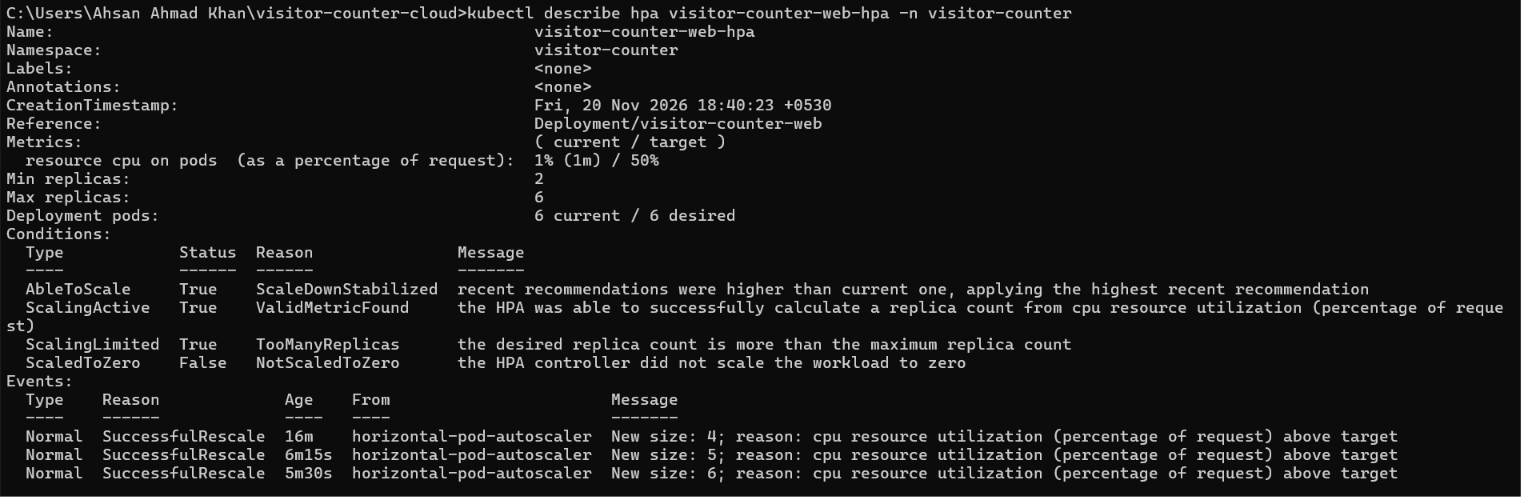 C:\Users\Ahsan Ahmad Khan\visitor-counter-cloud>kubectl describe hpa visitor-counter-web-hpa -n visitor-counter
Name: visitor-counter-web-hpa
Namespace: visitor-counter
Labels: <none>
Annotations: <none>
CreationTimestamp: Fri, 20 Nov 2026 18:40:23 +0530
Reference: Deployment/visitor-counter-web
Metrics: ( current / target )
  resource cpu on pods  (as a percentage of request): 1% (1m) / 50%
Min replicas: 2
Max replicas: 6
Deployment pods: 6 current / 6 desired
Conditions:
  Type            Status  Reason               Message
  ----            ------  ------               -------
  AbleToScale     True    ScaleDownStabilized  recent recommendations were higher than current one, applying the highest recent recommendation
  ScalingActive   True    ValidMetricFound     the HPA was able to successfully calculate a replica count from cpu resource utilization (percentage of reque
st)
  ScalingLimited  True    TooManyReplicas      the desired replica count is more than the maximum replica count
  ScaledToZero    False   NotScaledToZero      the HPA controller did not scale the workload to zero
Events:
  Type    Reason             Age    From                       Message
  ----    ------             ----   ----                       -------
  Normal  SuccessfulRescale  16m    horizontal-pod-autoscaler  New size: 4; reason: cpu resource utilization (percentage of request) above target
  Normal  SuccessfulRescale  6m15s  horizontal-pod-autoscaler  New size: 5; reason: cpu resource utilization (percentage of request) above target
  Normal  SuccessfulRescale  5m30s  horizontal-pod-autoscaler  New size: 6; reason: cpu resource utilization (percentage of request) above target